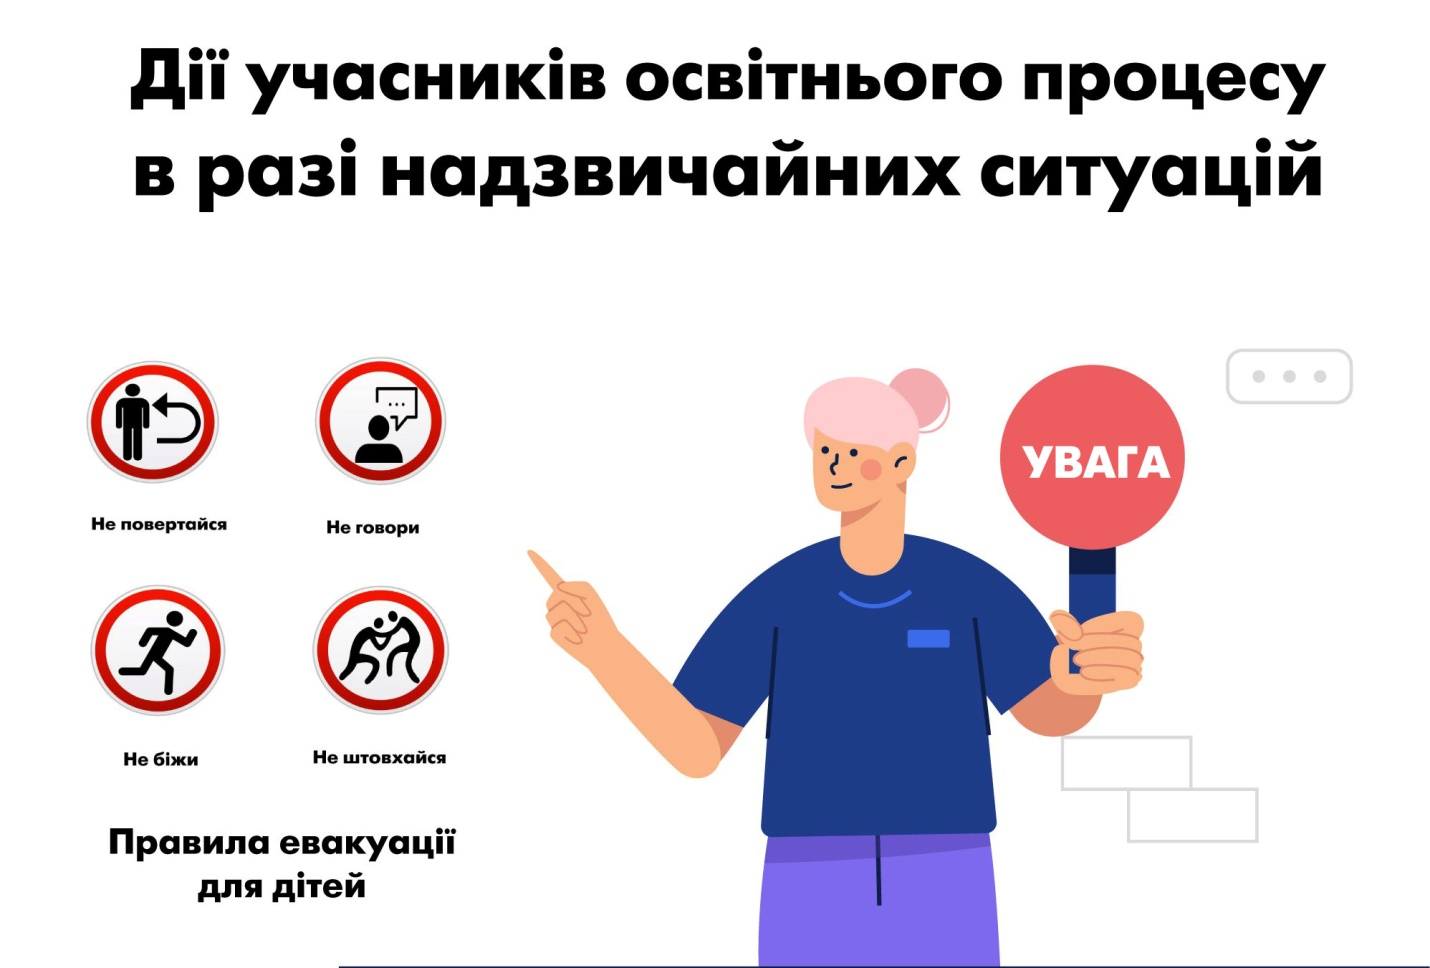 Дії учасників освітнього процесу
в разі надзвичайних ситуацій
УВАГА
Не повертайся
Не говори
Не біжи
Не штовхайся
Правила евакуації
для дітей